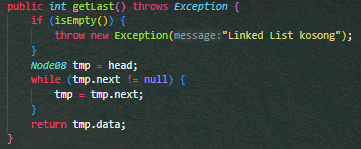 public int getLast() throws Exception {
    if (isEmpty()) {
        throw new Exception(message:"Linked List kosong");
    }
    Node08 tmp = head;
    while (tmp.next != null) {
        tmp = tmp.next;
    }
    return tmp.data;
}